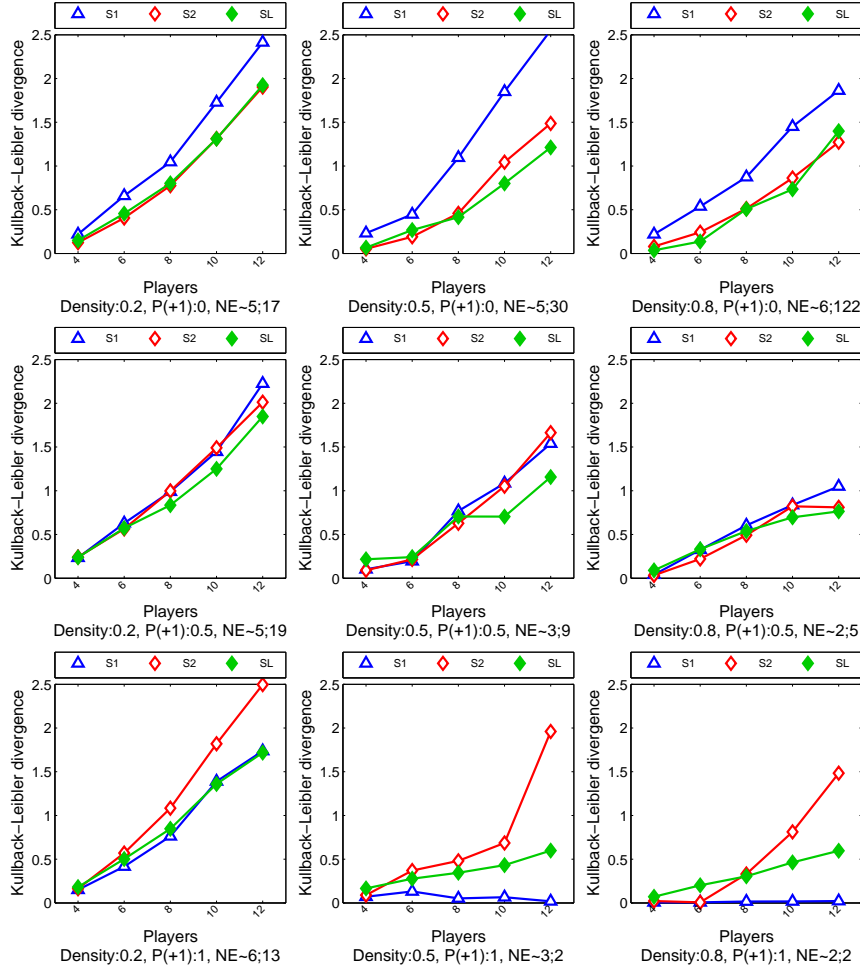 S1 S2 SL
S1 S2 SL
S1 S2 SL
Kullback−Leibler divergence
2.5
2
1.5
1
0.5
0
4 6 8 10 12
Players
Density:0.2, P(+1):0, NE~5;17
Kullback−Leibler divergence
2.5
2
1.5
1
0.5
0
4 6 8 10 12
Players
Density:0.5, P(+1):0, NE~5;30
Kullback−Leibler divergence
2.5
2
1.5
1
0.5
0
4 6 8 10 12
Players
Density:0.8, P(+1):0, NE~6;122
S1 S2 SL
S1 S2 SL
S1 S2 SL
Kullback−Leibler divergence
2.5
2
1.5
1
0.5
0
4 6 8 10 12
Players
Density:0.2, P(+1):0.5, NE~5;19
Kullback−Leibler divergence
2.5
2
1.5
1
0.5
0
4 6 8 10 12
Players
Density:0.5, P(+1):0.5, NE~3;9
Kullback−Leibler divergence
2.5
2
1.5
1
0.5
0
4 6 8 10 12
Players
Density:0.8, P(+1):0.5, NE~2;5
S1 S2 SL
S1 S2 SL
S1 S2 SL
Kullback−Leibler divergence
2.5
2
1.5
1
0.5
0
4 6 8 10 12
Players
Density:0.2, P(+1):1, NE~6;13
Kullback−Leibler divergence
2.5
2
1.5
1
0.5
0
4 6 8 10 12
Players
Density:0.5, P(+1):1, NE~3;2
Kullback−Leibler divergence
2.5
2
1.5
1
0.5
0
4 6 8 10 12
Players
Density:0.8, P(+1):1, NE~2;2